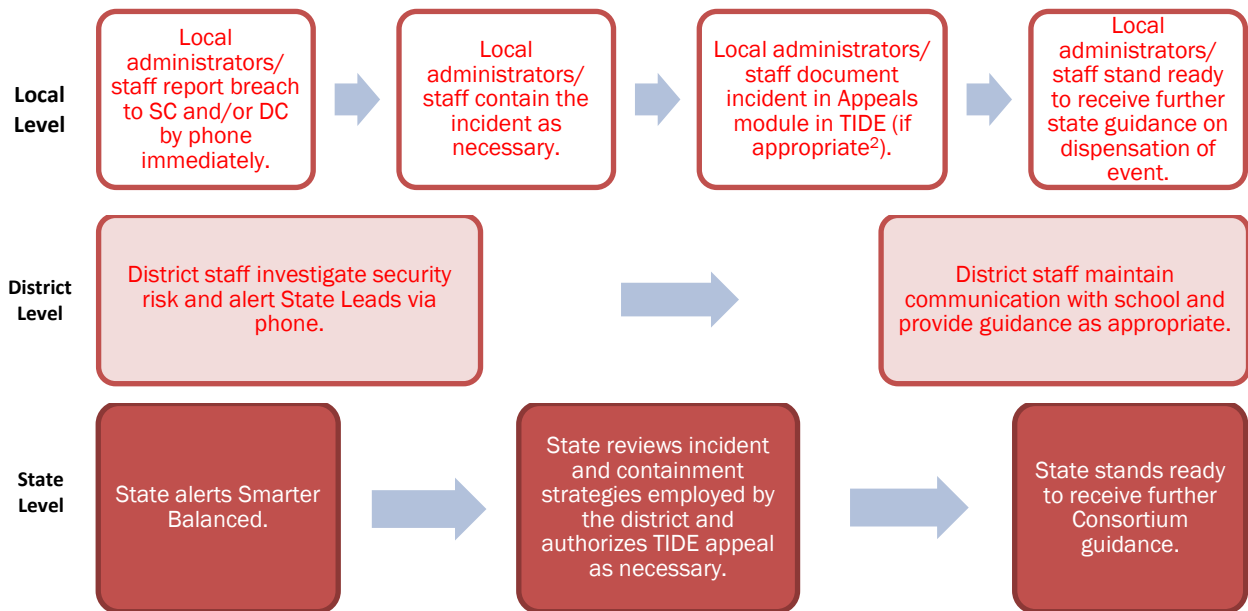 Local
Level
Local
administrators/
staff report breach
to SC and/or DC
by phone
immediately.
Local
administrators/
staff contain the
incident as
necessary.
Local administrators/
staff document
incident in Appeals
module in TIDE (if
appropriate²).
Local
administrators/
staff stand ready
to receive further
state guidance on
dispensation of
event.
District
Level
District staff investigate security
risk and alert State Leads via
phone.
District staff maintain
communication with school and
provide guidance as appropriate.
State
Level
State alerts Smarter
Balanced.
State reviews incident
and containment
strategies employed by
the district and
authorizes TIDE appeal
as necessary.
State stands ready
to receive further
Consortium
guidance.